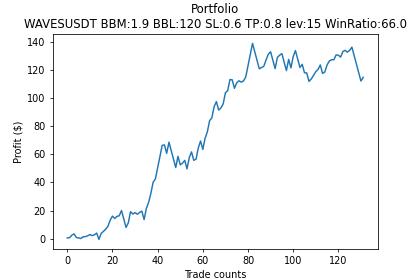 Portfolio
WAVESUSDT BBM:1.9 BBL:120 SL:0.6 TP:0.8 lev:15 WinRatio:66.0
140
120
100
80
60
40
20
0
Profit ($)
0 20 40 60 80 100 120
Trade counts